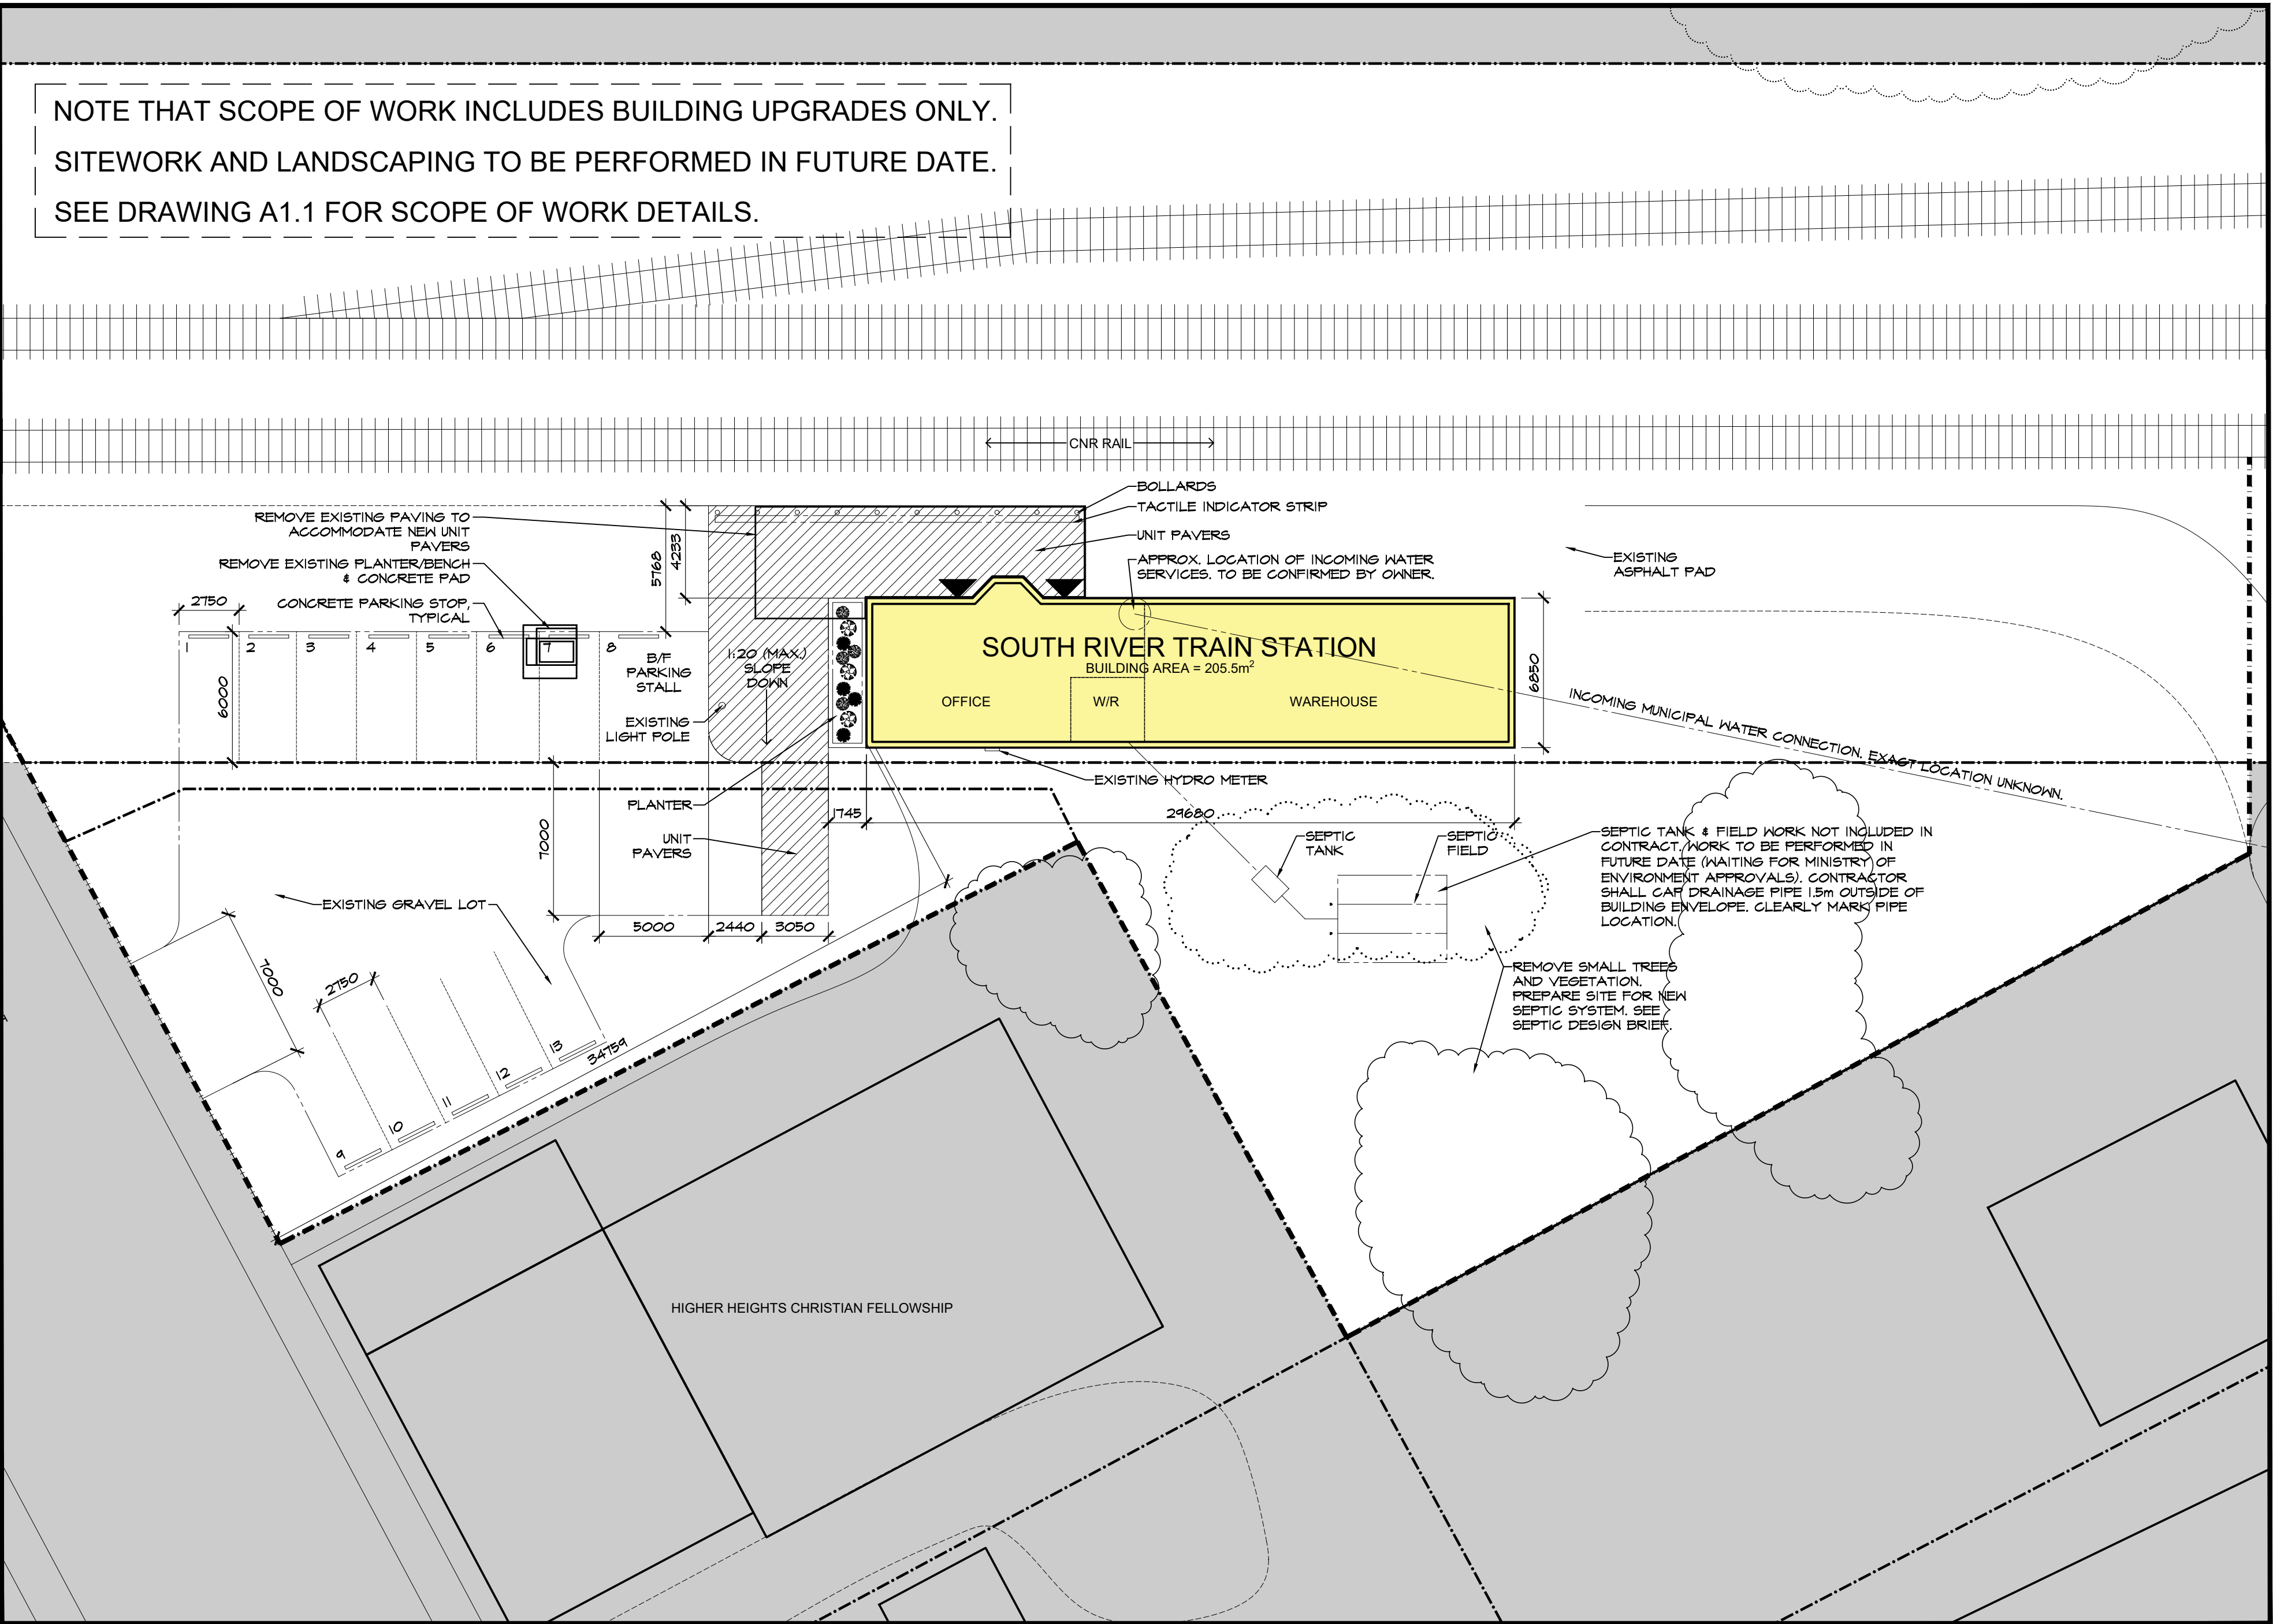 NOTE THAT SCOPE OF WORK INCLUDES BUILDING UPGRADES ONLY.
SITEWORK AND LANDSCAPING TO BE PERFORMED IN FUTURE DATE.
SEE DRAWING A1.1 FOR SCOPE OF WORK DETAILS.
CNR RAIL
BOLLARDS
TACTILE INDICATOR STRIP
UNIT PAVERS
APPROX. LOCATION OF INCOMING WATER
SERVICES. TO BE CONFIRMED BY OWNER.
EXISTING
ASPHALT PAD
REMOVE EXISTING PAVING TO
ACCOMMODATE NEW UNIT
PAVERS
REMOVE EXISTING PLANTER/BENCH
& CONCRETE PAD
CONCRETE PARKING STOP,
TYPICAL
5768
4233
2750
6000
1
2
3
4
5
6
7
8
B/F
PARKING
STALL
1:20 (MAX.)
SLOPE
DOWN
EXISTING
LIGHT POLE
SOUTH RIVER TRAIN STATION
BUILDING AREA = 205.5m²
OFFICE
W/R
WAREHOUSE
6850
INCOMING MUNICIPAL WATER CONNECTION. EXACT LOCATION UNKNOWN.
EXISTING HYDRO METER
PLANTER
1745
29680
7000
UNIT
PAVERS
SEPTIC
TANK
SEPTIC
FIELD
SEPTIC TANK & FIELD WORK NOT INCLUDED IN
CONTRACT. WORK TO BE PERFORMED IN
FUTURE DATE (WAITING FOR MINISTRY OF
ENVIRONMENT APPROVALS). CONTRACTOR
SHALL CAP DRAINAGE PIPE 1.5m OUTSIDE OF
BUILDING ENVELOPE. CLEARLY MARK PIPE
LOCATION.
EXISTING GRAVEL LOT
5000
2440
3050
7000
2750
REMOVE SMALL TREES
AND VEGETATION.
PREPARE SITE FOR NEW
SEPTIC SYSTEM. SEE
SEPTIC DESIGN BRIEF.
9
10
11
12
13
34759
HIGHER HEIGHTS CHRISTIAN FELLOWSHIP